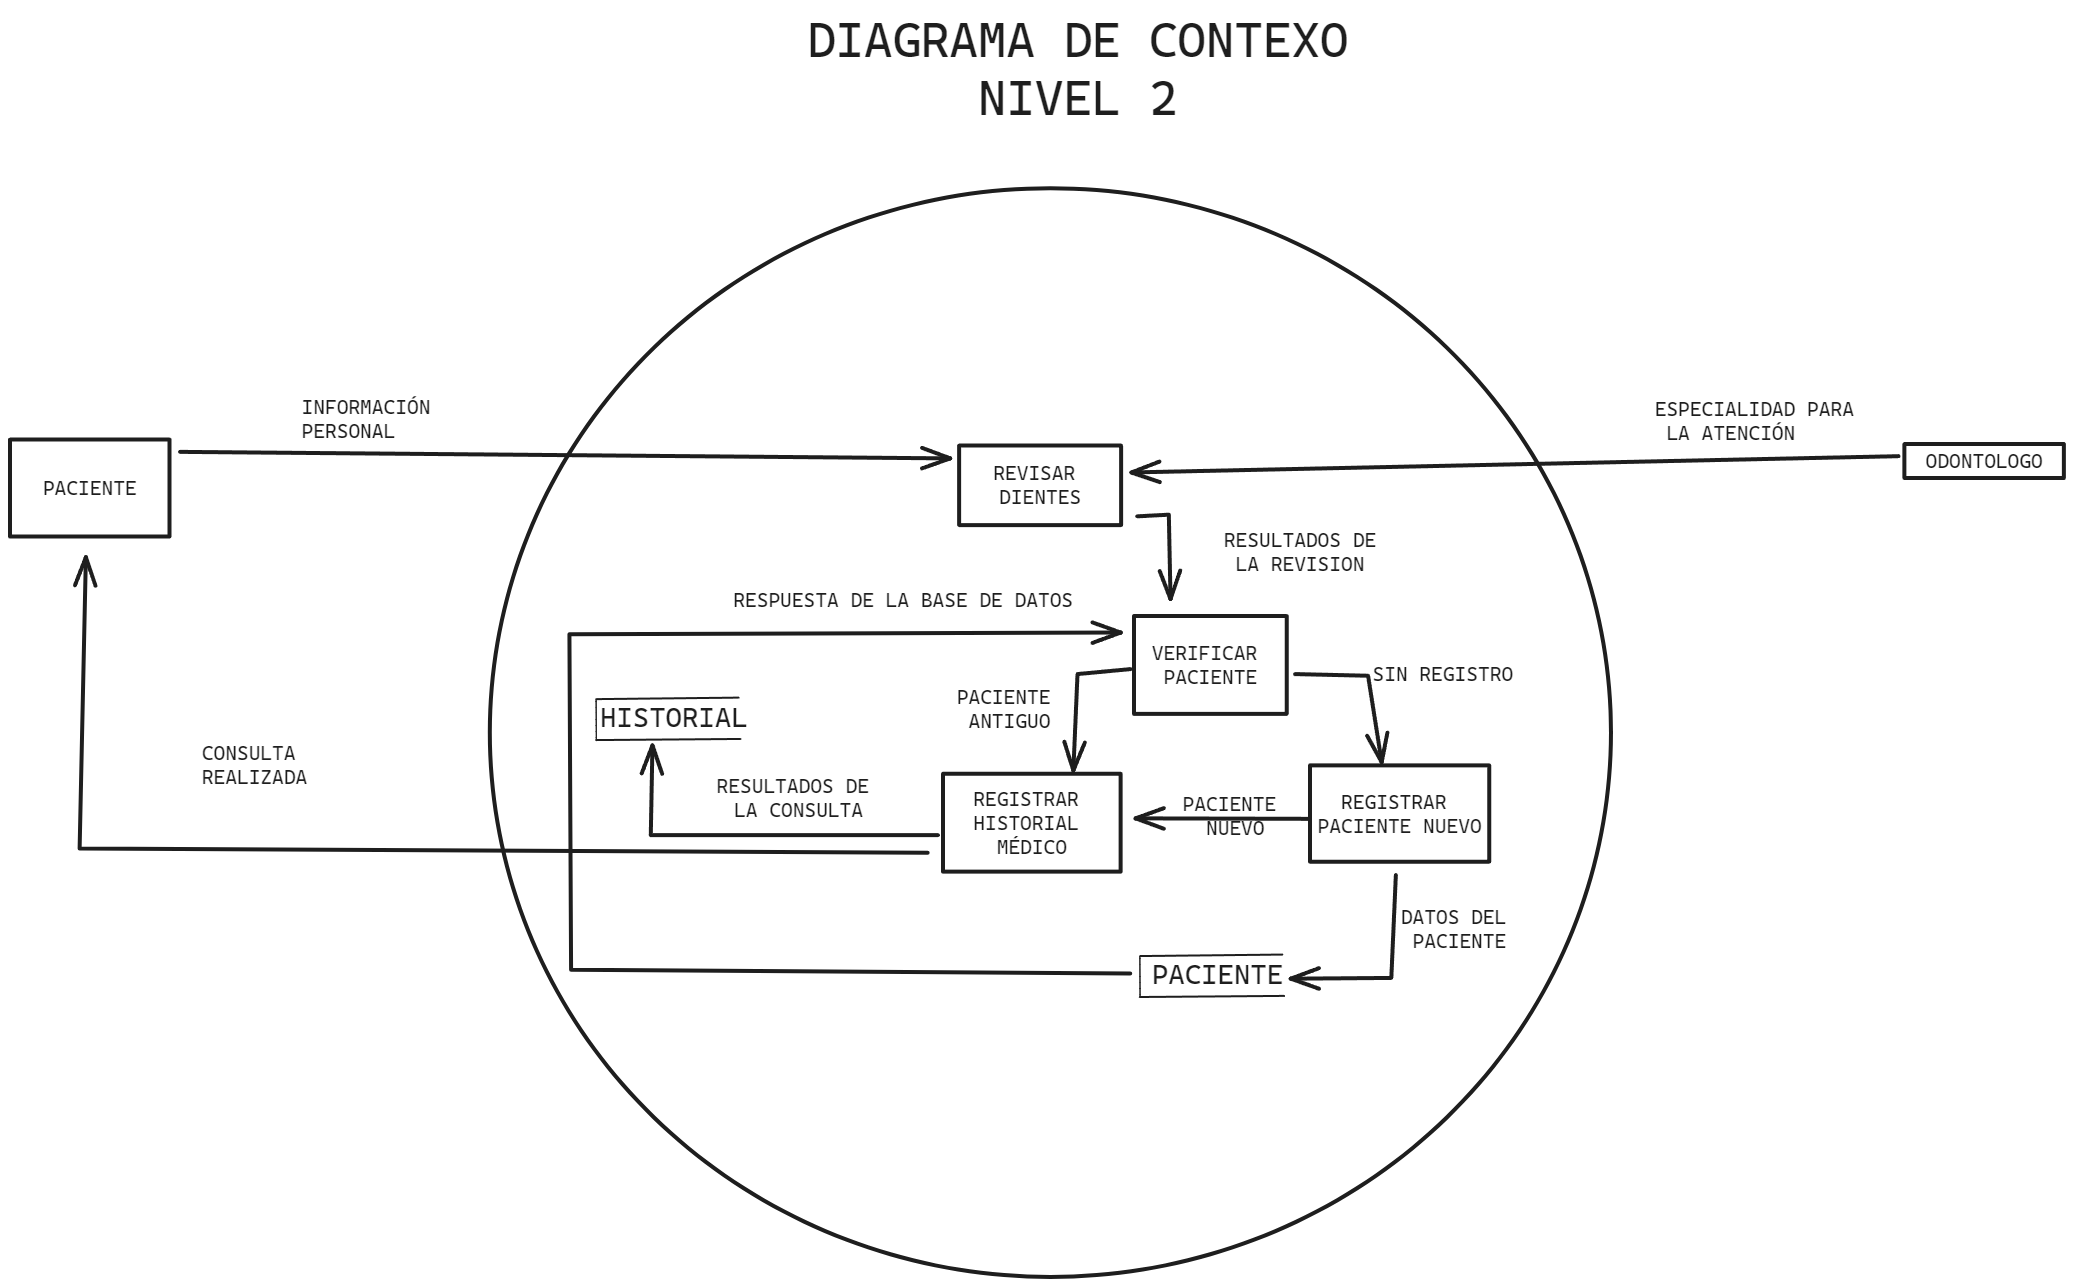 DIAGRAMA DE CONTEXO
NIVEL 2
INFORMACIÓN
PERSONAL
ESPECIALIDAD PARA
LA ATENCIÓN
PACIENTE
REVISAR
DIENTES
ODONTOLOGO
RESULTADOS DE
LA REVISION
RESPUESTA DE LA BASE DE DATOS
VERIFICAR
PACIENTE
SIN REGISTRO
PACIENTE
ANTIGUO
HISTORIAL
CONSULTA
REALIZADA
RESULTADOS DE
LA CONSULTA
REGISTRAR
HISTORIAL
MÉDICO
PACIENTE
NUEVO
REGISTRAR
PACIENTE NUEVO
DATOS DEL
PACIENTE
PACIENTE